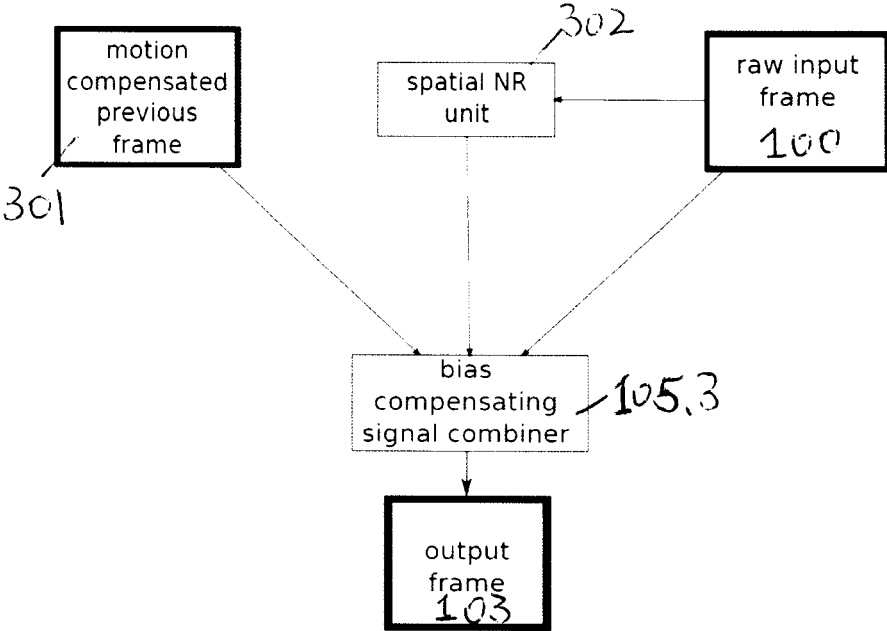 motion
compensated
previous
frame
301
302
spatial NR
unit
raw input
frame
100
bias
compensating
signal combiner
105.3
output
frame
103